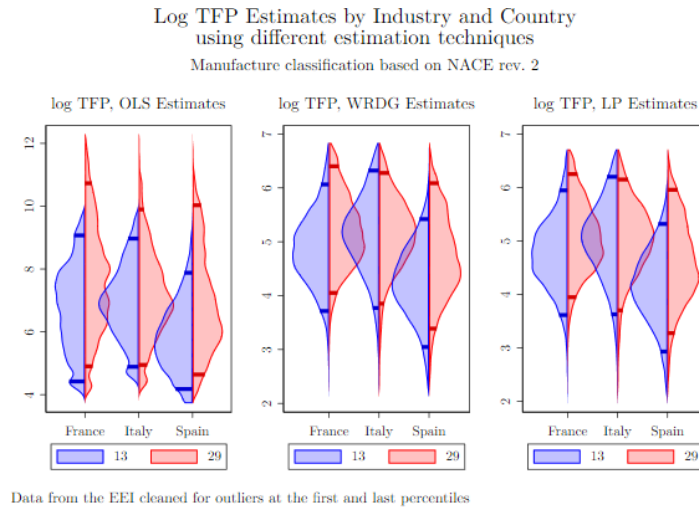 Log TFP Estimates by Industry and Country
using different estimation techniques
Manufacture classification based on NACE rev. 2
log TFP, OLS Estimates
12
10
8
6
4
France Italy Spain
13 29
log TFP, WRDG Estimates
7
6
5
4
3
2
France Italy Spain
13 29
log TFP, LP Estimates
7
6
5
4
3
2
France Italy Spain
13 29
Data from the EEI cleaned for outliers at the first and last percentiles